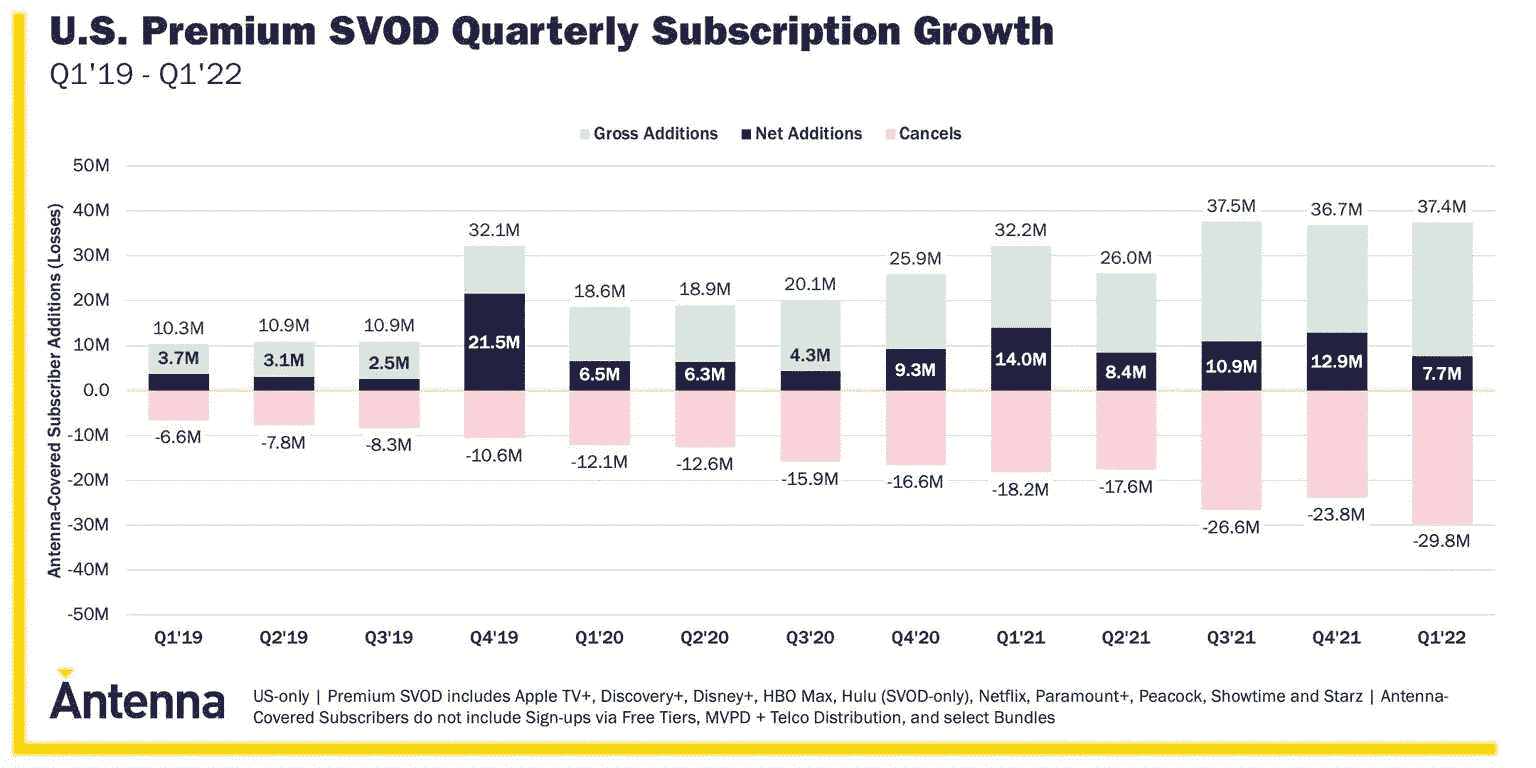 U.S. Premium SVOD Quarterly Subscription Growth
Q1'19 - Q1'22
Gross Additions Net Additions Cancels
Antenna-Covered Subscriber Additions (Losses)
50M
40M
30M
20M
10M
0.0
-10M
-20M
-30M
-40M
-50M
10.3M 10.9M 10.9M 32.1M 18.6M 18.9M 20.1M 25.9M 32.2M 26.0M 37.5M 36.7M 37.4M
3.7M 3.1M 2.5M 21.5M 6.5M 6.3M 4.3M 9.3M 14.0M 8.4M 10.9M 12.9M 7.7M
-6.6M -7.8M -8.3M -10.6M -12.1M -12.6M -15.9M -16.6M -18.2M -17.6M -26.6M -23.8M -29.8M
Q1'19 Q2'19 Q3'19 Q4'19 Q1'20 Q2'20 Q3'20 Q4'20 Q1'21 Q2'21 Q3'21 Q4'21 Q1'22
Antenna
US-only | Premium SVOD includes Apple TV+, Discovery+, Disney+, HBO Max, Hulu (SVOD-only), Netflix, Paramount+, Peacock, Showtime and Starz | Antenna-
Covered Subscribers do not include Sign-ups via Free Tiers, MVPD + Telco Distribution, and select Bundles